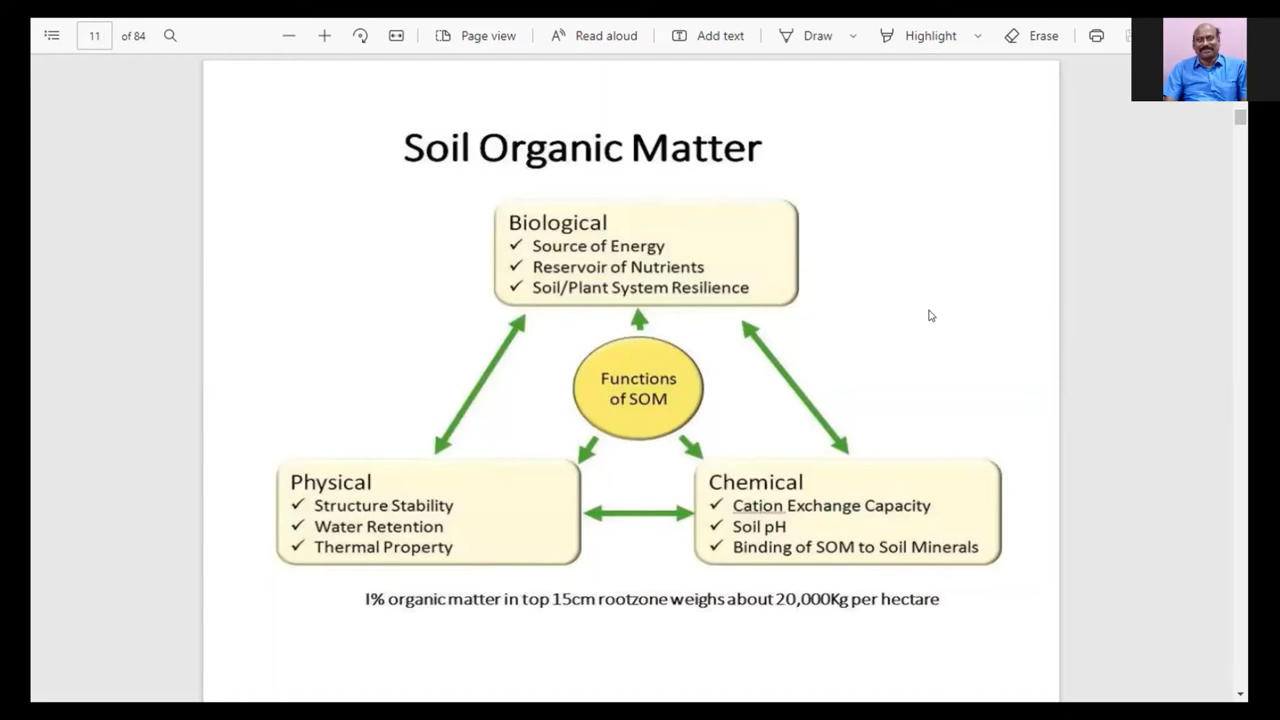 11 of 84
Page view
Read aloud
Add text
Draw
Highlight
Erase
Soil Organic Matter
Biological
✓ Source of Energy
✓ Reservoir of Nutrients
✓ Soil/Plant System Resilience
Functions
of SOM
Physical
✓ Structure Stability
✓ Water Retention
✓ Thermal Property
Chemical
✓ Cation Exchange Capacity
✓ Soil pH
✓ Binding of SOM to Soil Minerals
I% organic matter in top 15cm rootzone weighs about 20,000Kg per hectare